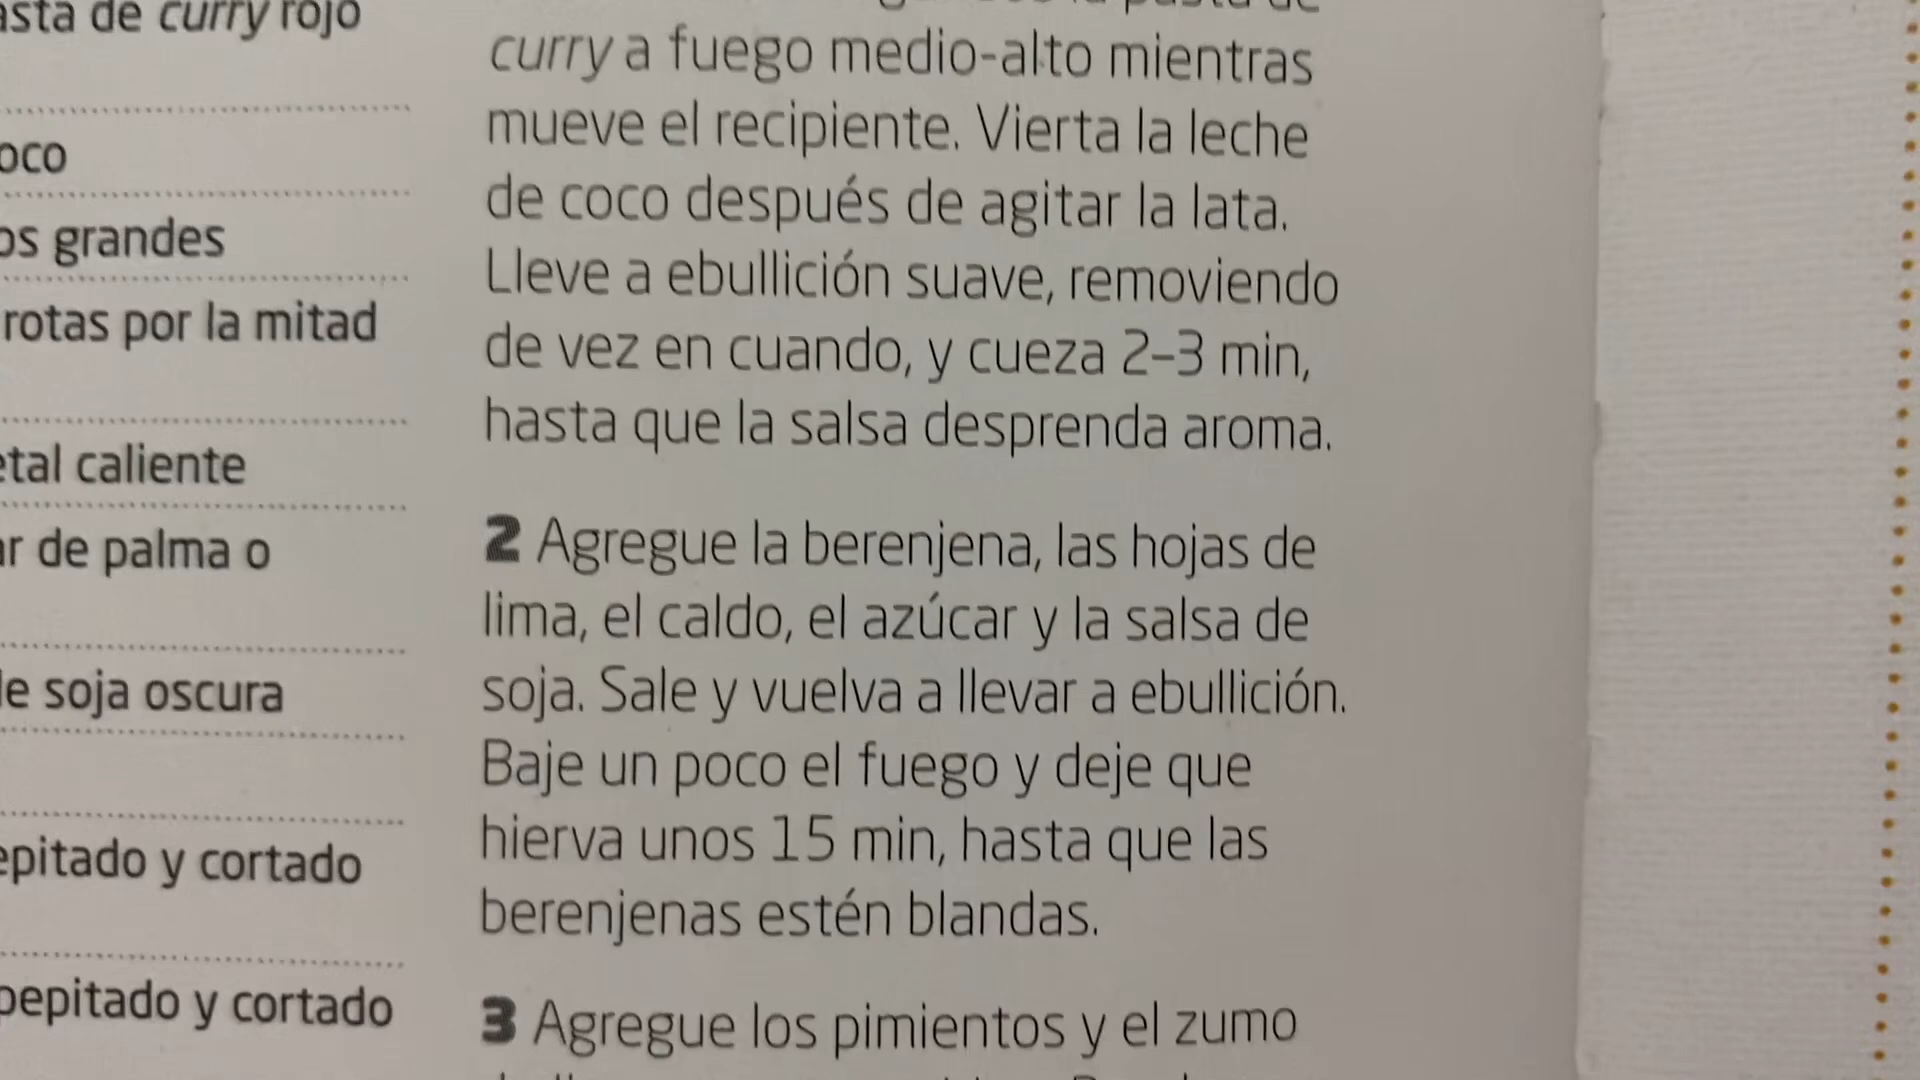 asta de curry rojo
oco
os grandes
rotas por la mitad
etal caliente
ar de palma o
de soja oscura
epitado y cortado
pepitado y cortado
curry a fuego medio-alto mientras
mueve el recipiente. Vierta la leche
de coco después de agitar la lata.
Lleve a ebullición suave, removiendo
de vez en cuando, y cueza 2–3 min,
hasta que la salsa desprenda aroma.
2 Agregue la berenjena, las hojas de
lima, el caldo, el azúcar y la salsa de
soja. Sale y vuelva a llevar a ebullición.
Baje un poco el fuego y deje que
hierva unos 15 min, hasta que las
berenjenas estén blandas.
3 Agregue los pimientos y el zumo